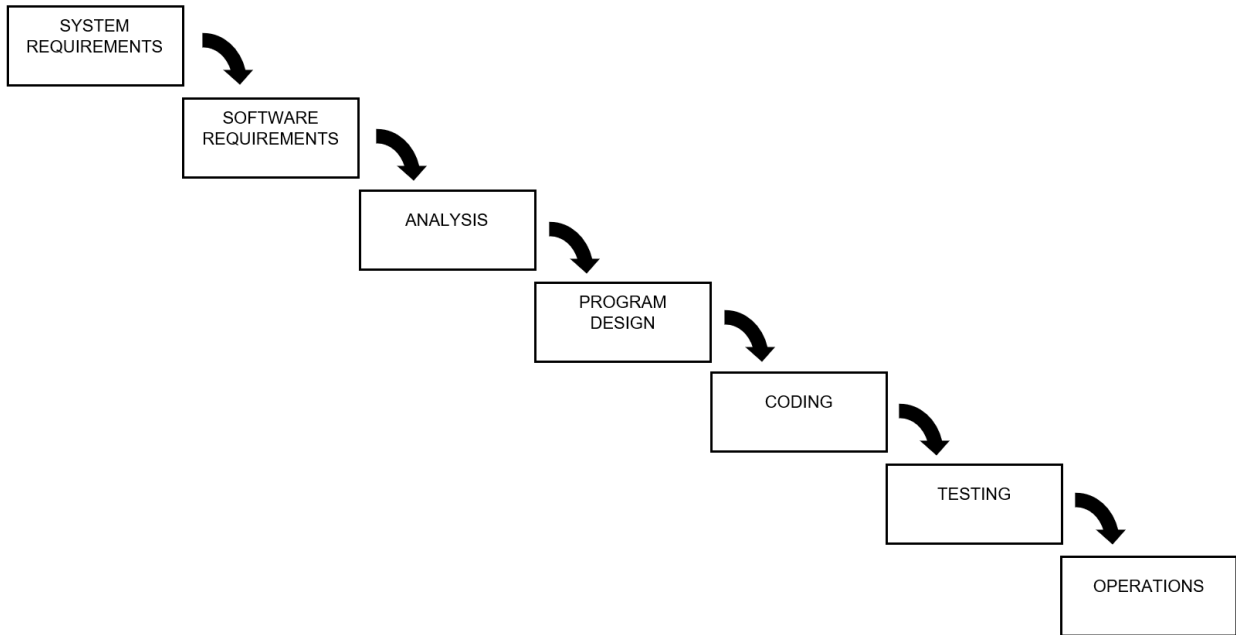 SYSTEM
REQUIREMENTS
SOFTWARE
REQUIREMENTS
ANALYSIS
PROGRAM
DESIGN
CODING
TESTING
OPERATIONS